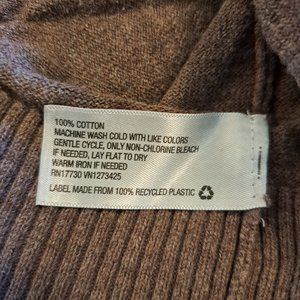 100% COTTON
MACHINE WASH COLD WITH LIKE COLORS
GENTLE CYCLE, ONLY NON-CHLORINE BLEACH
IF NEEDED, LAY FLAT TO DRY
WARM IRON IF NEEDED
RN17730 VN1273425
LABEL MADE FROM 100% RECYCLED PLASTIC